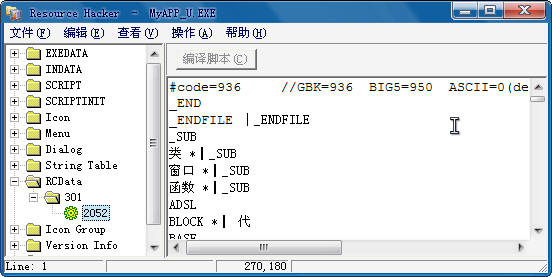 Resource Hacker - MyAPP_U.EXE
文件(F) 编辑(E) 查看(V) 操作(A) 帮助(H)
EXEDATA
INDATA
SCRIPT
SCRIPTINIT
Icon
Menu
Dialog
String Table
RCData
301
2052
Icon Group
Version Info
编译脚本(C)
#code=936 //GBK=936 BIG5=950 ASCII=0(de
_END
_ENDFILE |_ENDFILE
_SUB
类 *|_SUB
窗口 *|_SUB
函数 *|_SUB
ADSL
BLOCK *| 代
BASE
Line: 1 270,180